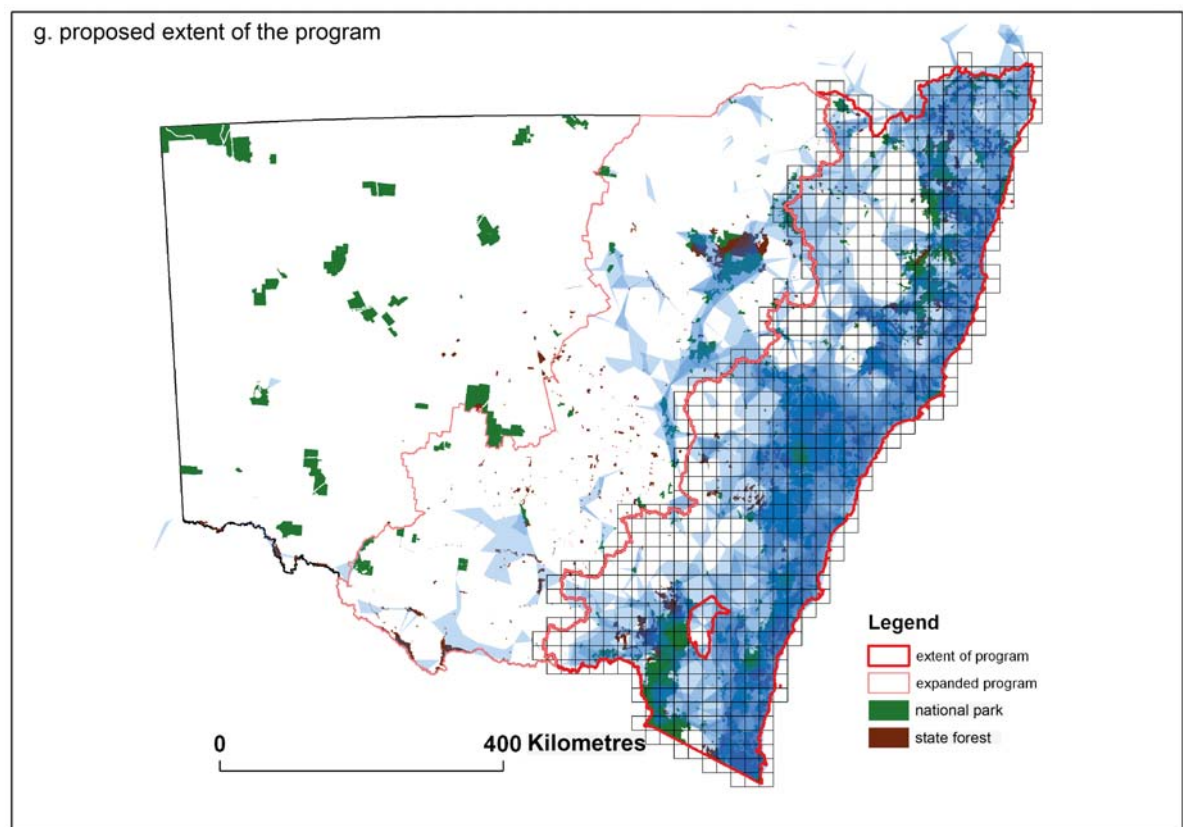 g. proposed extent of the program
Legend
extent of program
expanded program
national park
state forest
0 400 Kilometres